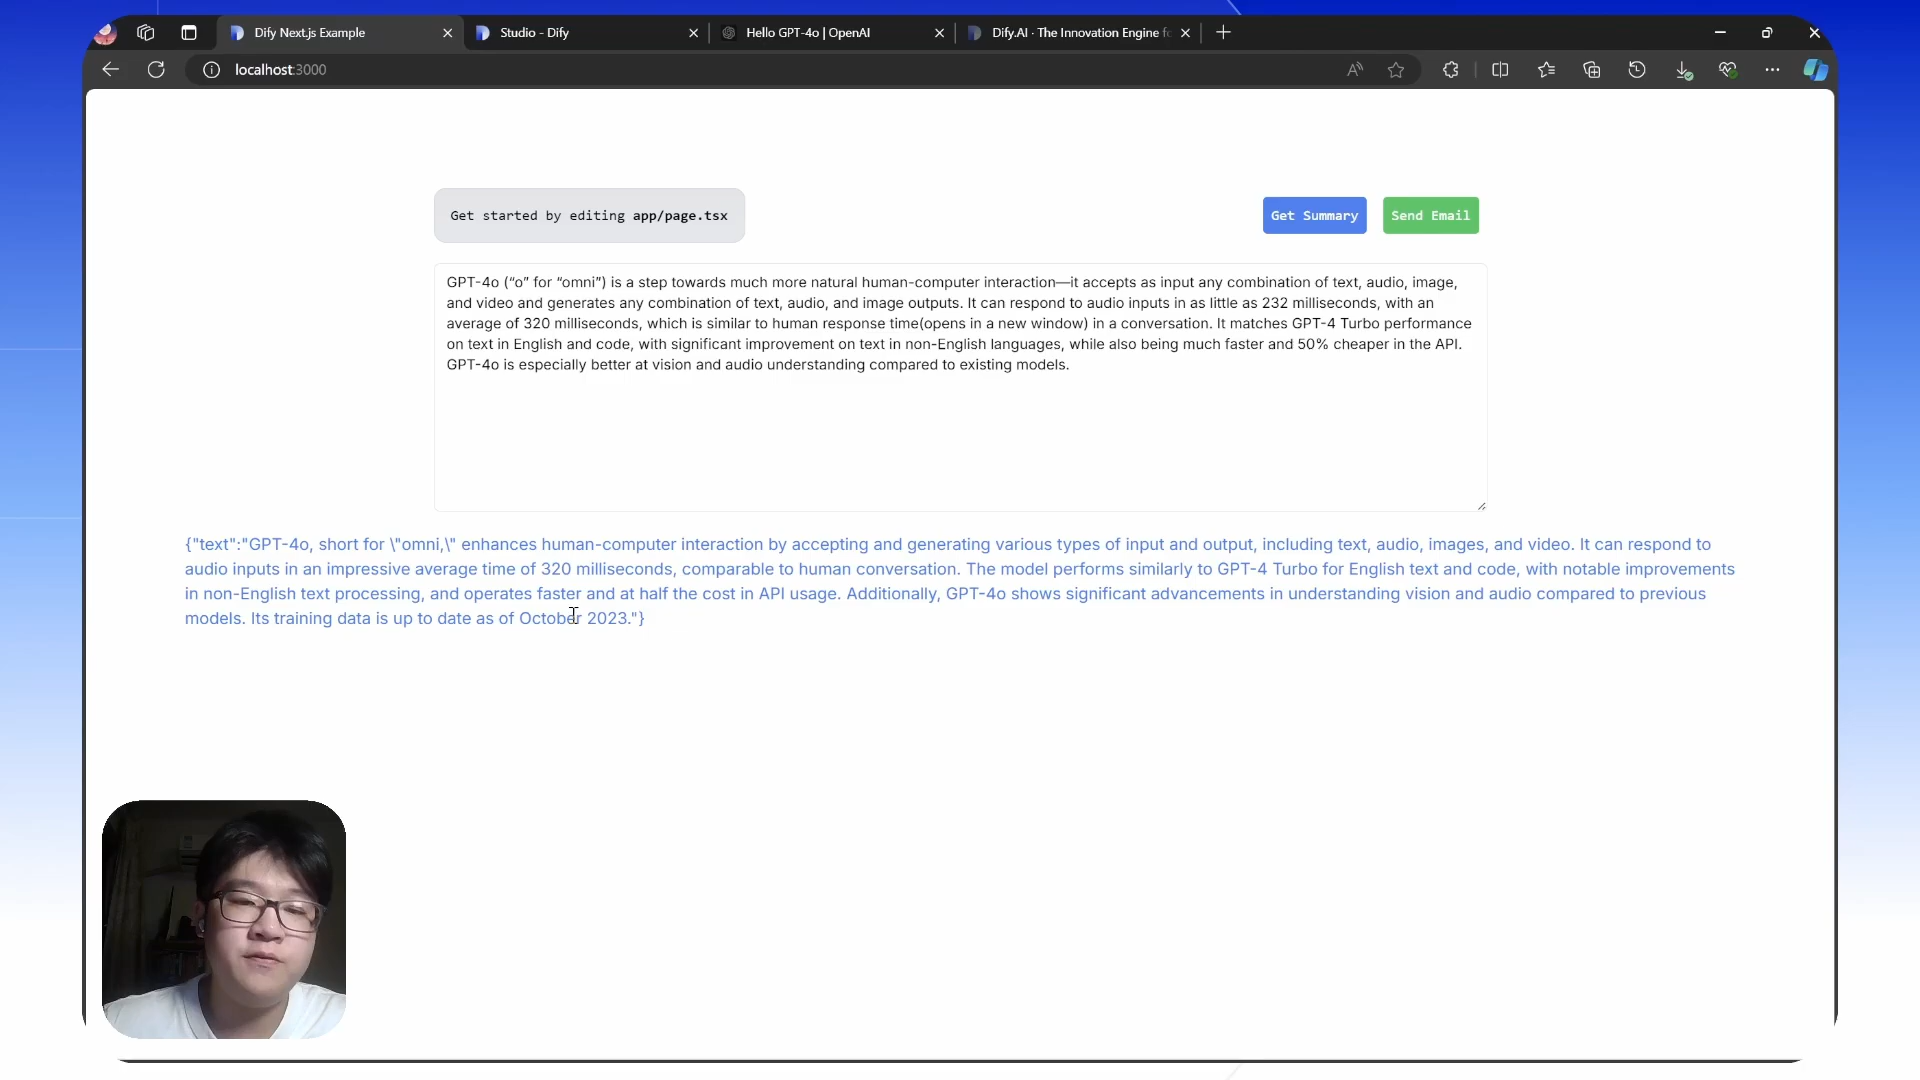 Dify Next.js Example
Studio - Dify
Hello GPT-4o | OpenAI
Dify.AI · The Innovation Engine fo
localhost:3000
Get started by editing app/page.tsx
Get Summary
Send Email
GPT-4o (“o” for “omni”) is a step towards much more natural human-computer interaction—it accepts as input any combination of text, audio, image,
and video and generates any combination of text, audio, and image outputs. It can respond to audio inputs in as little as 232 milliseconds, with an
average of 320 milliseconds, which is similar to human response time(opens in a new window) in a conversation. It matches GPT-4 Turbo performance
on text in English and code, with significant improvement on text in non-English languages, while also being much faster and 50% cheaper in the API.
GPT-4o is especially better at vision and audio understanding compared to existing models.
{"text":"GPT-4o, short for \"omni,\" enhances human-computer interaction by accepting and generating various types of input and output, including text, audio, images, and video. It can respond to
audio inputs in an impressive average time of 320 milliseconds, comparable to human conversation. The model performs similarly to GPT-4 Turbo for English text and code, with notable improvements
in non-English text processing, and operates faster and at half the cost in API usage. Additionally, GPT-4o shows significant advancements in understanding vision and audio compared to previous
models. Its training data is up to date as of October 2023."}